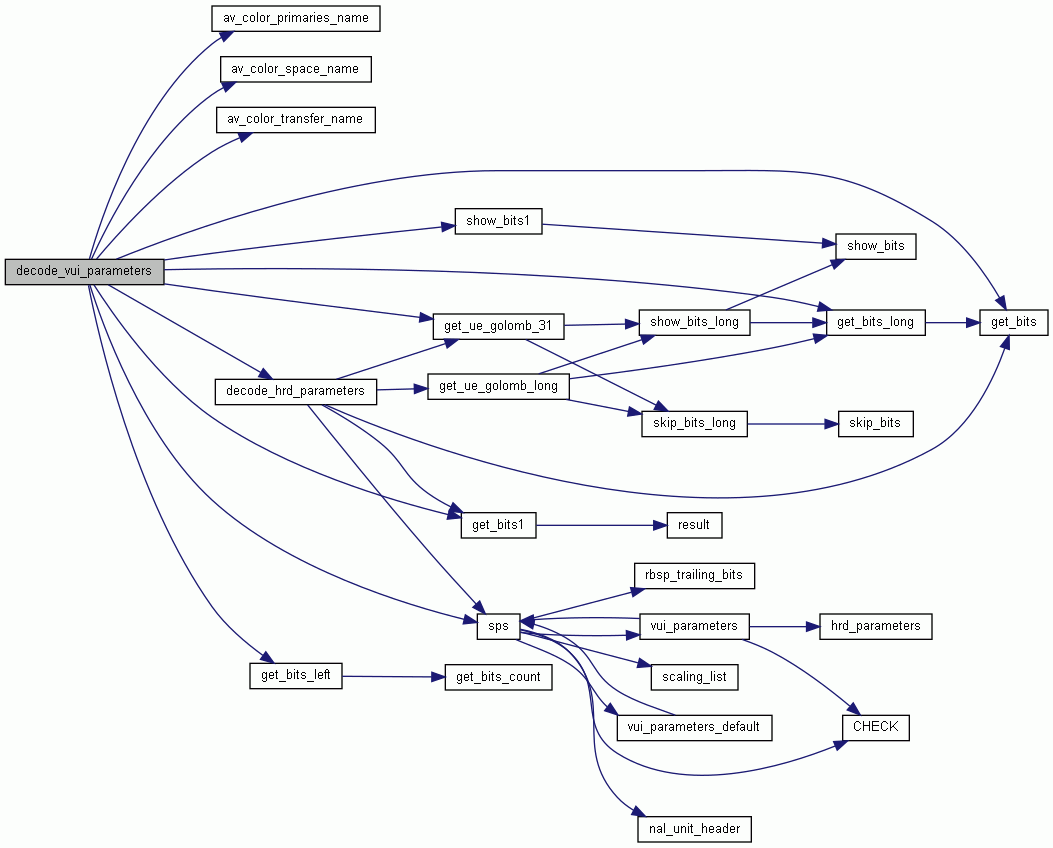 av_color_primaries_name
av_color_space_name
av_color_transfer_name
show_bits1
show_bits
decode_vui_parameters
get_ue_golomb_31
show_bits_long
get_bits_long
get_bits
decode_hrd_parameters
get_ue_golomb_long
skip_bits_long
skip_bits
get_bits1
result
rbsp_trailing_bits
sps
vui_parameters
hrd_parameters
get_bits_left
get_bits_count
scaling_list
vui_parameters_default
CHECK
nal_unit_header